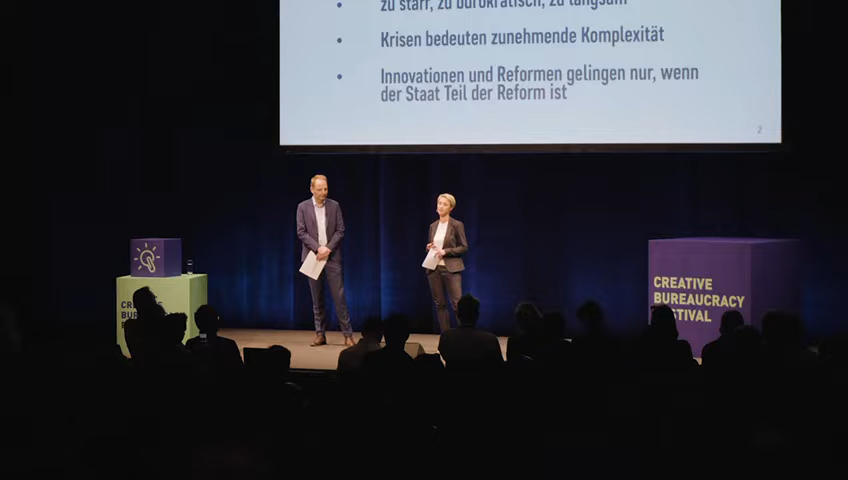 zu starr, zu bürokratisch, zu langsam
• Krisen bedeuten zunehmende Komplexität
• Innovationen und Reformen gelingen nur, wenn
der Staat Teil der Reform ist
2
CREATIVE
BUREAUCRACY
FESTIVAL